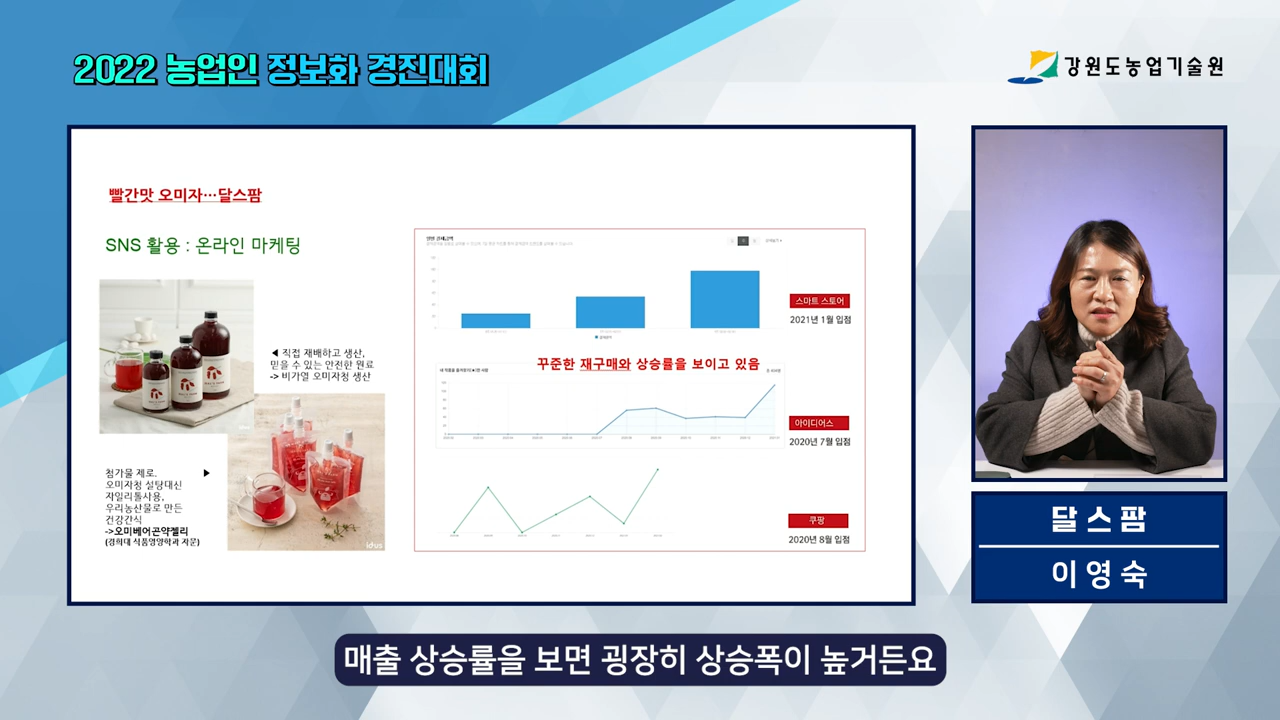 2022 농업인 정보화 경진대회
강원도농업기술원
빨간맛 오미자…달스팜
SNS 활용 : 온라인 마케팅
◀ 직접 재배하고 생산,
믿을 수 있는 안전한 원료
-> 비가열 오미자청 생산
첨가물 제로.
오미자청 설탕대신
자일리톨사용,
우리농산물로 만든
건강간식
->오미베어곤약젤리
(경희대 식품영양학과 자문)
idus
스마트 스토어
2021년 1월 입점
꾸준한 재구매와 상승률을 보이고 있음
아이디어스
2020년 7월 입점
쿠팡
2020년 8월 입점
달스팜
이영숙
매출 상승률을 보면 굉장히 상승폭이 높거든요